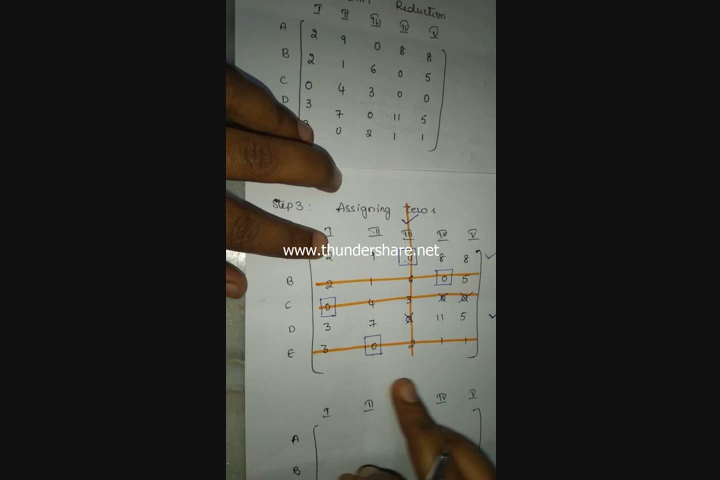 Reduction
I II III IV V
A 2 9 0 8 8
B 2 1 6 0 5
C 0 4 3 0 0
D 3 7 0 11 5
0 2 1 1
Step 3: Assigning zeros
I II III IV V
www.thundershare.net
8 8
B 2 1 6 0 5
C 0 4 3 0 0
D 3 7 0 11 5
E 3 0 2 1 1
I II IV V
A
B